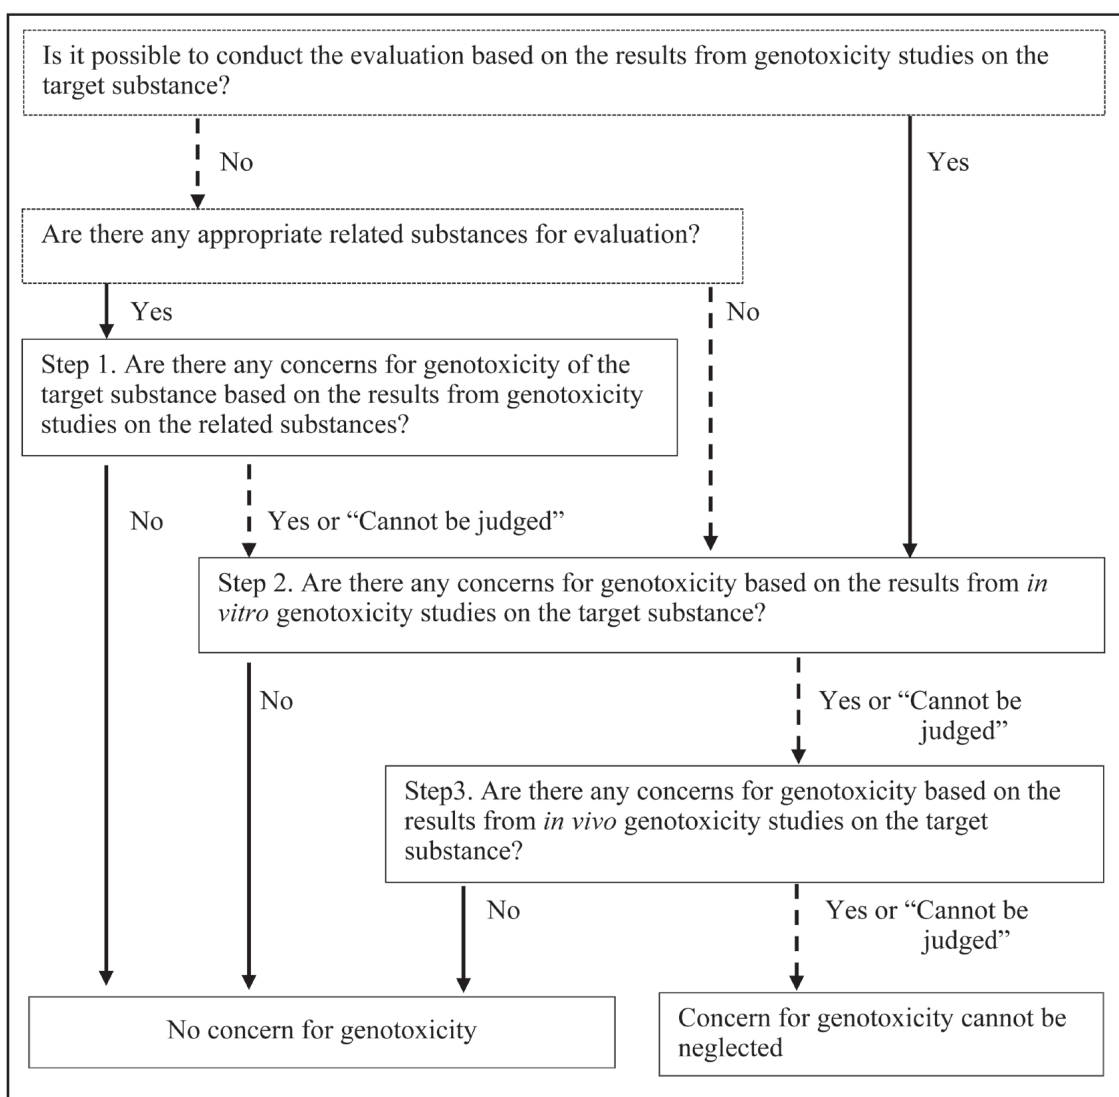 Is it possible to conduct the evaluation based on the results from genotoxicity studies on the
target substance?
No
Yes
Are there any appropriate related substances for evaluation?
Yes
No
Step 1. Are there any concerns for genotoxicity of the
target substance based on the results from genotoxicity
studies on the related substances?
No
Yes or “Cannot be judged”
Step 2. Are there any concerns for genotoxicity based on the results from in
vitro genotoxicity studies on the target substance?
No
Yes or “Cannot be
judged”
Step3. Are there any concerns for genotoxicity based on the
results from in vivo genotoxicity studies on the target
substance?
No
Yes or “Cannot be
judged”
No concern for genotoxicity
Concern for genotoxicity cannot be
neglected